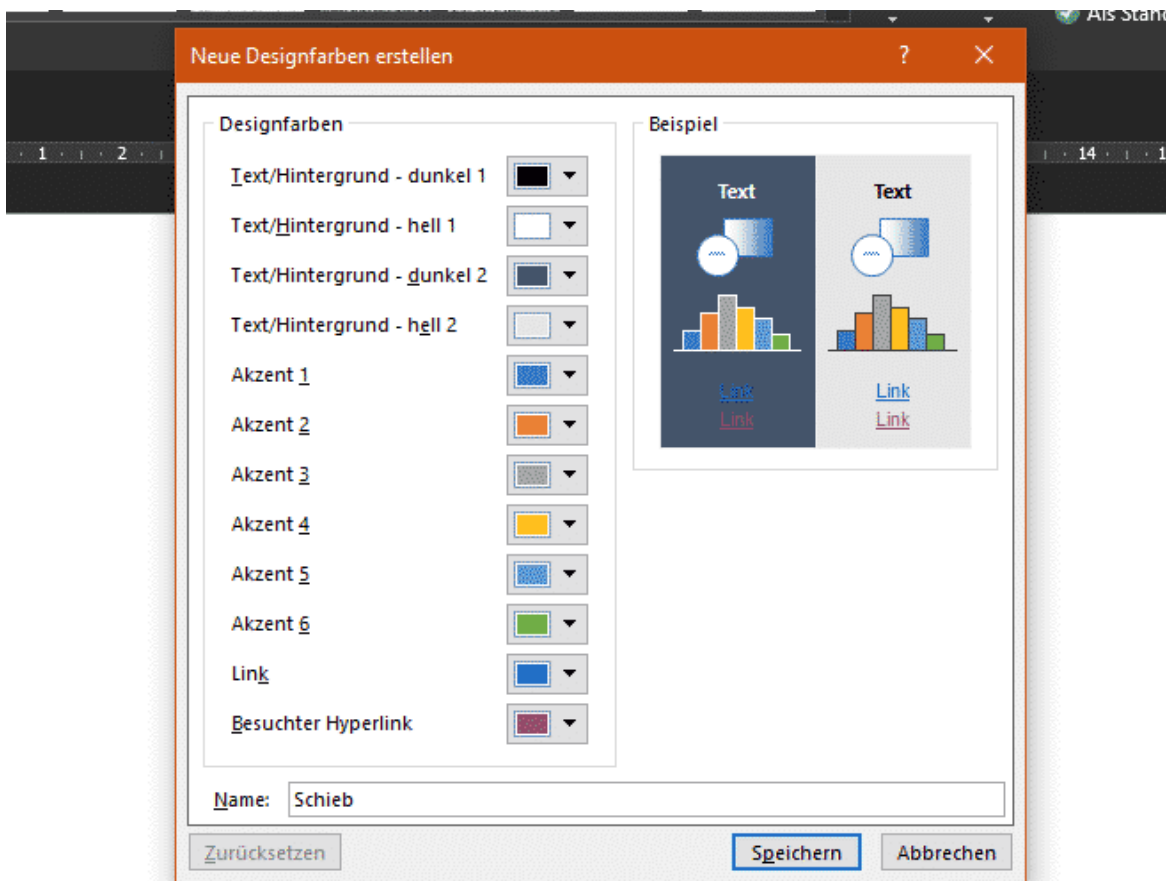 Als Stand
Neue Designfarben erstellen ?
1 2 14 1
Designfarben
Text/Hintergrund - dunkel 1
Text/Hintergrund - hell 1
Text/Hintergrund - dunkel 2
Text/Hintergrund - hell 2
Akzent 1
Akzent 2
Akzent 3
Akzent 4
Akzent 5
Akzent 6
Link
Besuchter Hyperlink
Beispiel
Text Text
Link Link
Link Link
Name: Schieb
Zurücksetzen Speichern Abbrechen